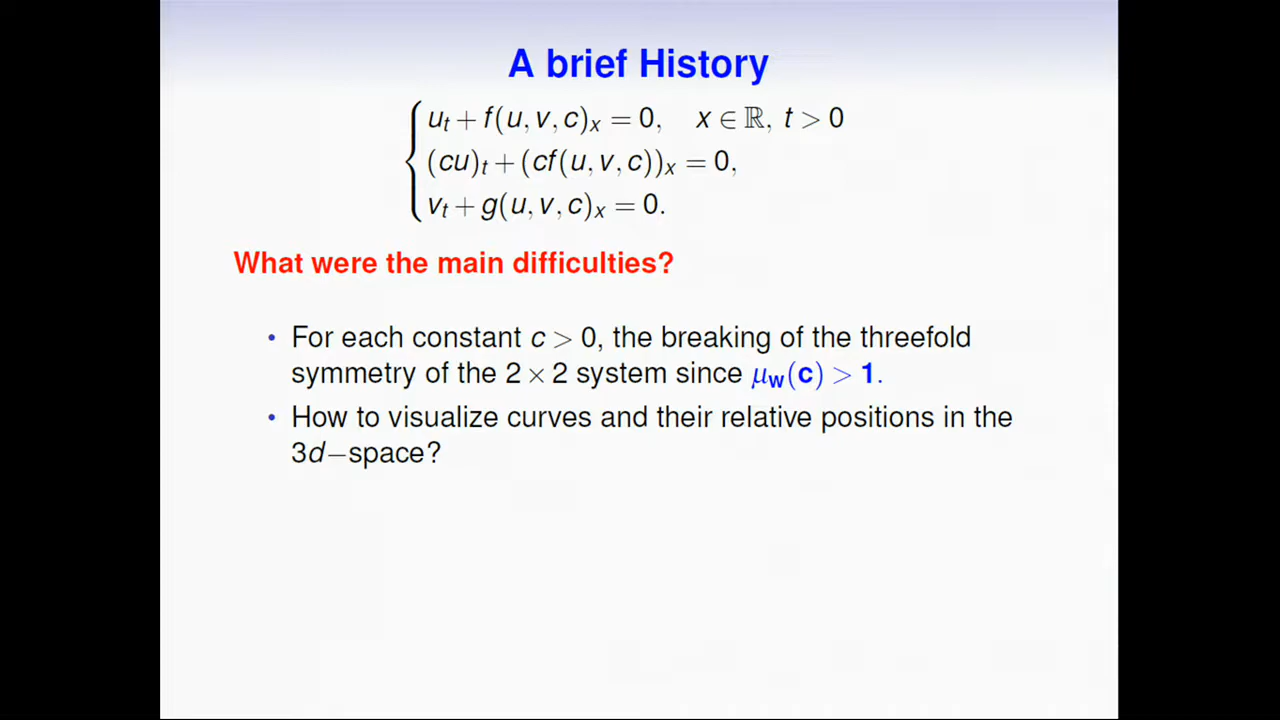 A brief History
u_t + f(u, v, c)_x = 0, x ∈ ℝ, t > 0
(cu)_t + (cf(u, v, c))_x = 0,
v_t + g(u, v, c)_x = 0.
What were the main difficulties?
• For each constant c > 0, the breaking of the threefold
symmetry of the 2 × 2 system since μ_w(c) > 1.
• How to visualize curves and their relative positions in the
3d−space?